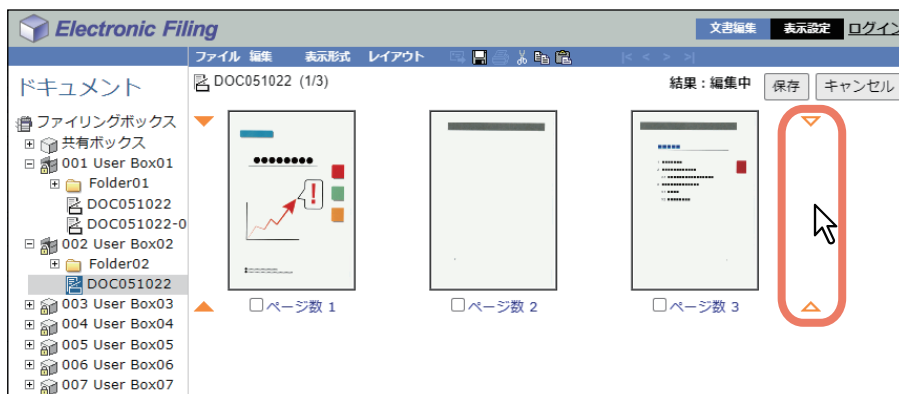 Electronic Filing
文書編集 表示設定 ログイン
ファイル 編集 表示形式 レイアウト |< < > >|
ドキュメント
DOC051022 (1/3) 結果：編集中 保存 キャンセル
ファイリングボックス
共有ボックス
001 User Box01
Folder01
DOC051022
DOC051022-0
002 User Box02
Folder02
DOC051022
003 User Box03
004 User Box04
005 User Box05
006 User Box06
007 User Box07
!
ページ数 1 ページ数 2 ページ数 3